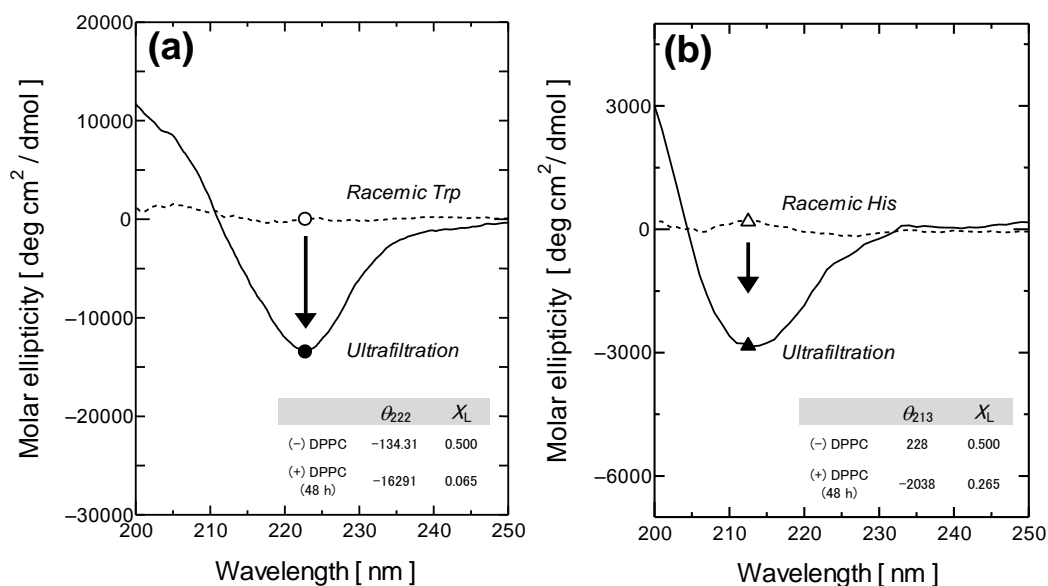 (a)
20000
10000
0
−10000
−20000
−30000
Molar ellipticity [ deg cm²/ dmol ]
Racemic Trp
Ultrafiltration
θ222 XL
(−) DPPC −134.31 0.500
(+) DPPC
(48 h) −16291 0.065
200 210 220 230 240 250
Wavelength [ nm ]
(b)
3000
0
−3000
−6000
Molar ellipticity [ deg cm²/ dmol ]
Racemic His
Ultrafiltration
θ213 XL
(−) DPPC 228 0.500
(+) DPPC
(48 h) −2038 0.265
200 210 220 230 240 250
Wavelength [ nm ]